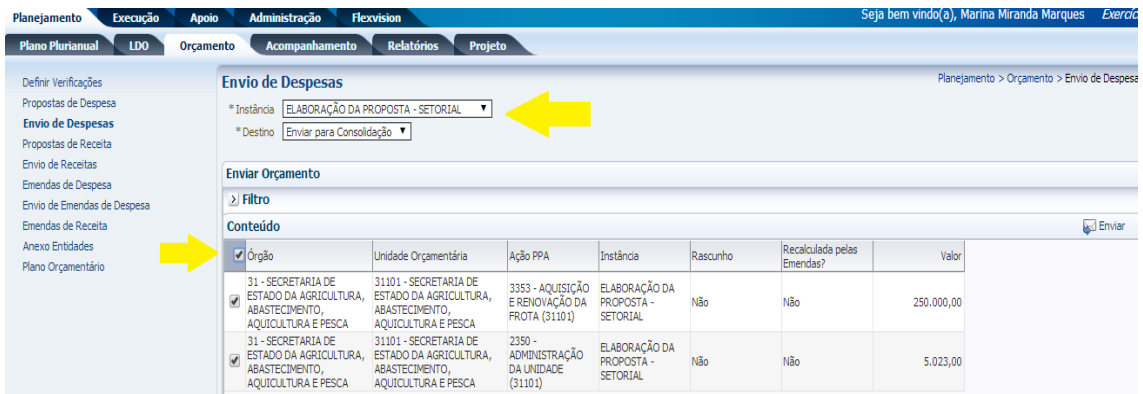 Planejamento Execução Apoio Administração Flexvision Seja bem vindo(a), Marina Miranda Marques
Plano Plurianual LDO Orçamento Acompanhamento Relatórios Projeto
Planejamento > Orçamento > Envio de Despesa
Definir Verificações
Propostas de Despesa
Envio de Despesas
Propostas de Receita
Envio de Receitas
Emendas de Despesa
Envio de Emendas de Despesa
Emendas de Receita
Anexo Entidades
Plano Orçamentário
Envio de Despesas
* Instância ELABORAÇÃO DA PROPOSTA - SETORIAL
* Destino Enviar para Consolidação
Enviar Orçamento
Filtro
Conteúdo Enviar
Órgão Unidade Orçamentária Ação PPA Instância Rascunho Recalculada pelas Emendas? Valor
31 - SECRETARIA DE ESTADO DA AGRICULTURA, ABASTECIMENTO, AQUICULTURA E PESCA 31101 - SECRETARIA DE ESTADO DA AGRICULTURA, ABASTECIMENTO, AQUICULTURA E PESCA 3353 - AQUISIÇÃO E RENOVAÇÃO DA FROTA (31101) ELABORAÇÃO DA PROPOSTA - SETORIAL Não Não 250.000,00
31 - SECRETARIA DE ESTADO DA AGRICULTURA, ABASTECIMENTO, AQUICULTURA E PESCA 31101 - SECRETARIA DE ESTADO DA AGRICULTURA, ABASTECIMENTO, AQUICULTURA E PESCA 2350 - ADMINISTRAÇÃO DA UNIDADE (31101) ELABORAÇÃO DA PROPOSTA - SETORIAL Não Não 5.023,00